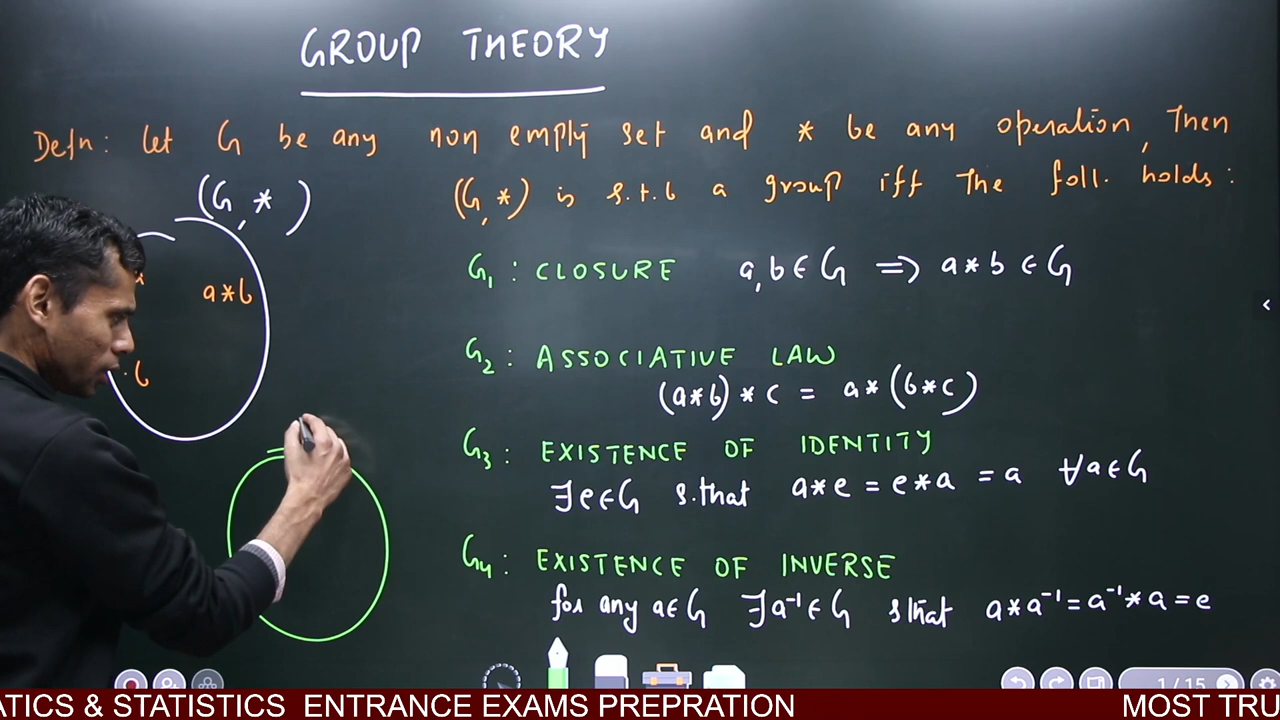 GROUP THEORY
Defn: let G be any non empty set and * be any operation, Then
(G, *) is s.t.b a group iff The foll. holds:
(G, *)
a*b
b
G₁: CLOSURE a,b ∈ G ⇒ a*b ∈ G
G₂: ASSOCIATIVE LAW
(a*b)*c = a*(b*c)
G₃: EXISTENCE OF IDENTITY
∃e∈G s.that a*e = e*a = a ∀a∈G
G₄: EXISTENCE OF INVERSE
for any a∈G ∃a⁻¹∈G s.that a*a⁻¹=a⁻¹*a=e
1/15
ATICS & STATISTICS ENTRANCE EXAMS PREPRATION MOST TRU